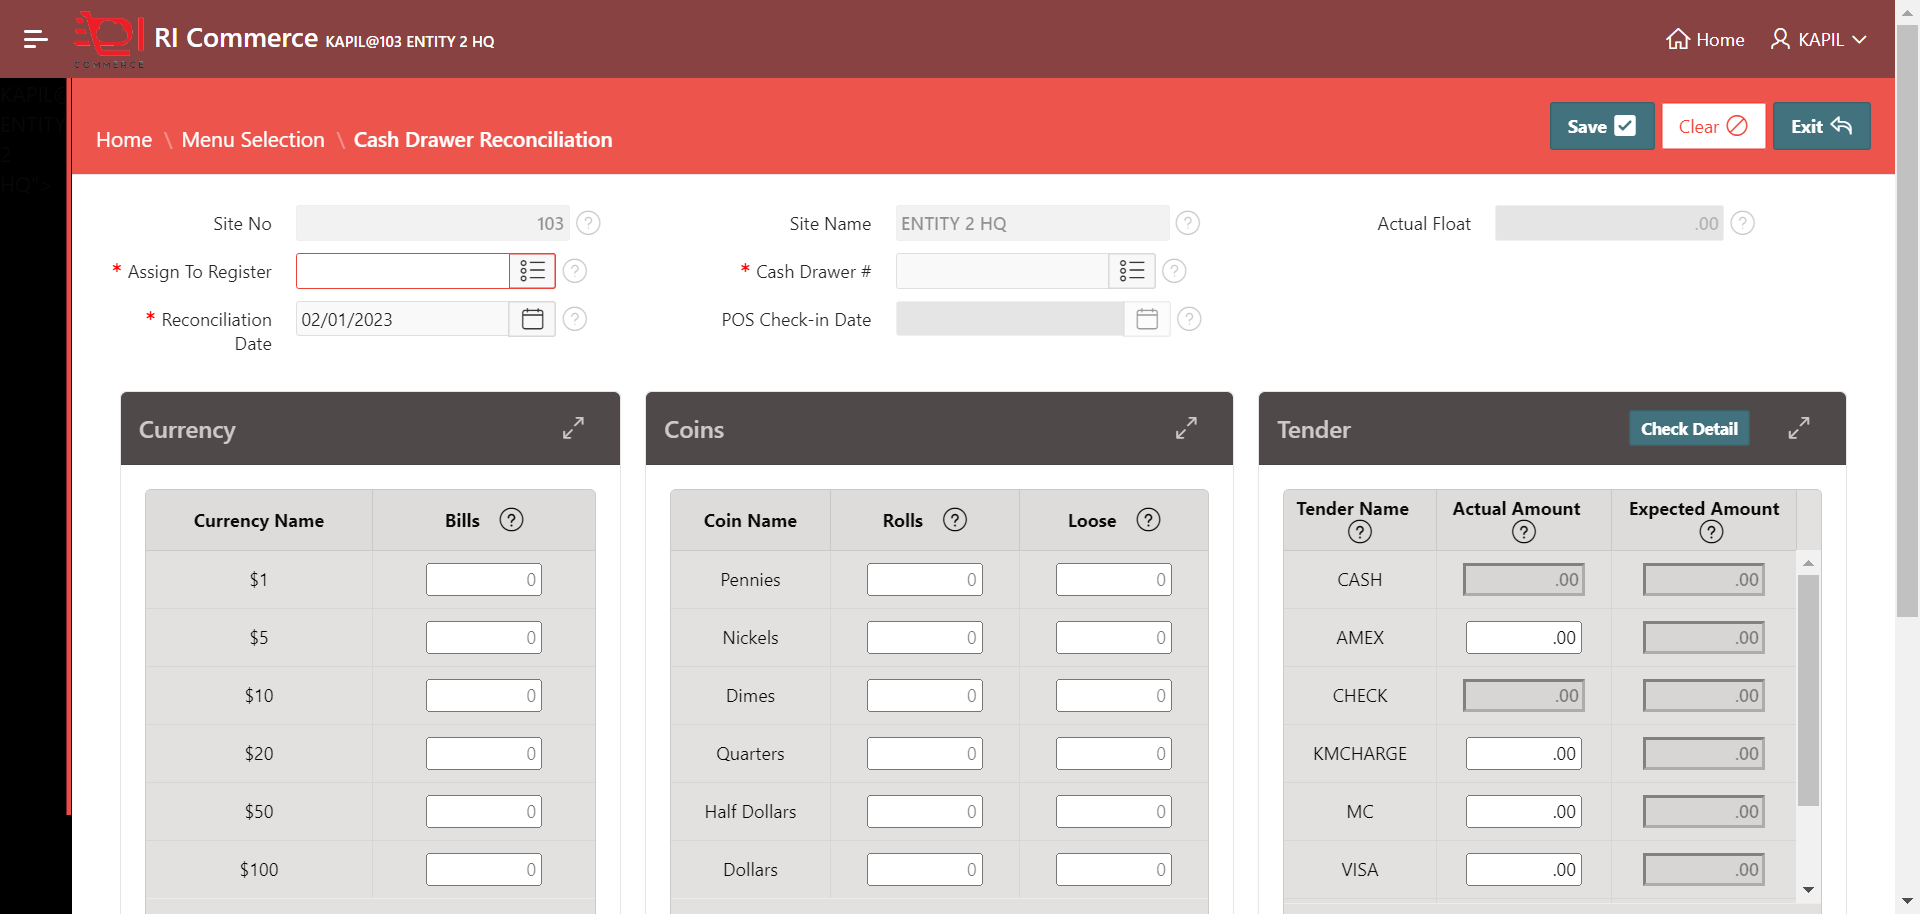 COMMERCE
RI Commerce KAPIL@103 ENTITY 2 HQ
Home
KAPIL
KAPIL@
ENTITY
2
HQ">
Home \ Menu Selection \ Cash Drawer Reconciliation
Save
Clear
Exit
Site No 103 ?
Site Name ENTITY 2 HQ ?
Actual Float .00 ?
* Assign To Register ?
* Cash Drawer # ?
* Reconciliation Date 02/01/2023 ?
POS Check-in Date ?
Currency
Currency Name Bills ?
$1 0
$5 0
$10 0
$20 0
$50 0
$100 0
Coins
Coin Name Rolls ? Loose ?
Pennies 0 0
Nickels 0 0
Dimes 0 0
Quarters 0 0
Half Dollars 0 0
Dollars 0 0
Tender Check Detail
Tender Name ? Actual Amount ? Expected Amount ?
CASH .00 .00
AMEX .00 .00
CHECK .00 .00
KMCHARGE .00 .00
MC .00 .00
VISA .00 .00